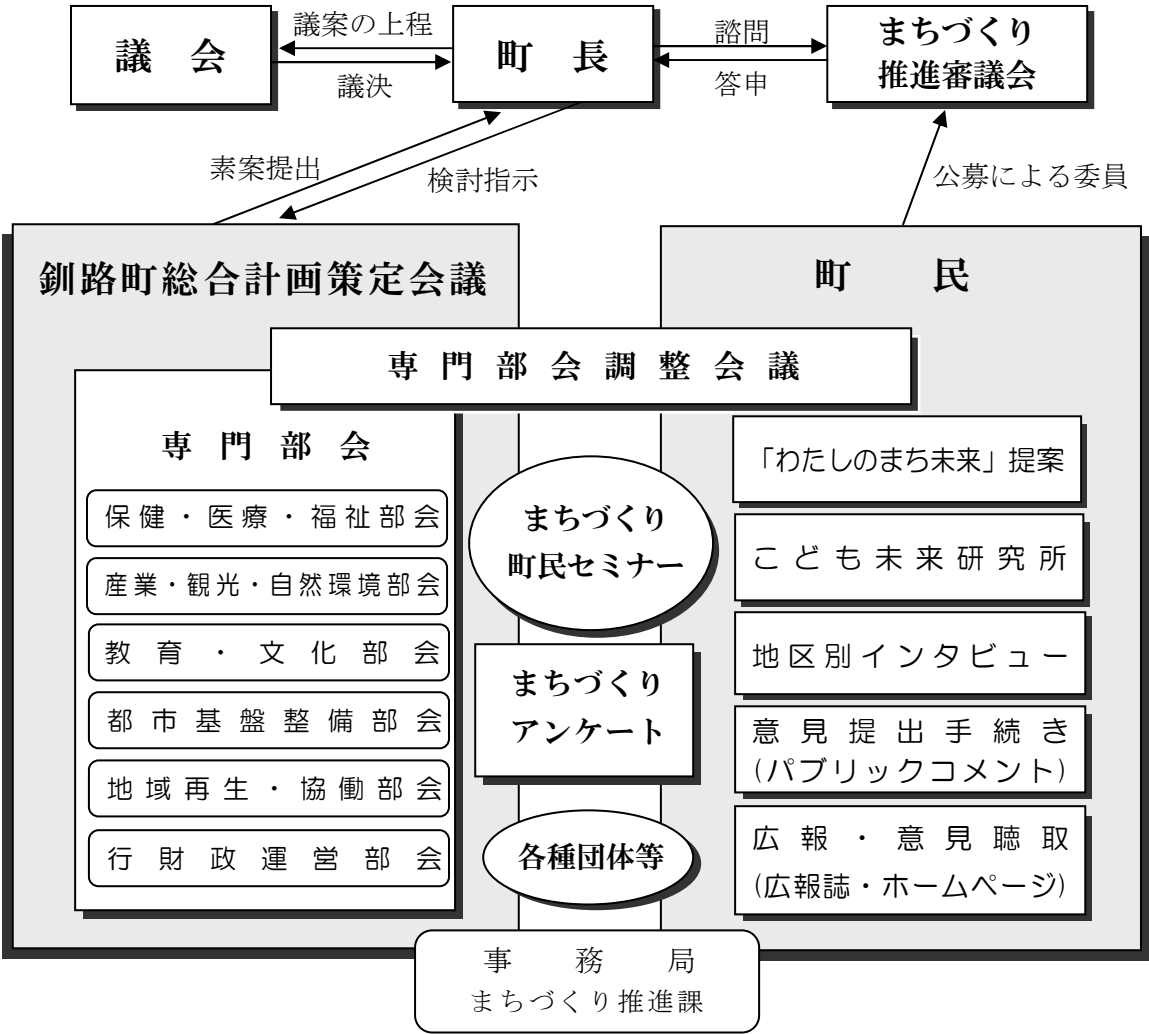 議会
議案の上程
議決
町長
諮問
答申
まちづくり
推進審議会
素案提出
検討指示
公募による委員
釧路町総合計画策定会議
町民
専門部会調整会議
専門部会
保健・医療・福祉部会
産業・観光・自然環境部会
教育・文化部会
都市基盤整備部会
地域再生・協働部会
行財政運営部会
まちづくり
町民セミナー
まちづくり
アンケート
各種団体等
「わたしのまち未来」提案
こども未来研究所
地区別インタビュー
意見提出手続き
(パブリックコメント)
広報・意見聴取
(広報誌・ホームページ)
事務局
まちづくり推進課